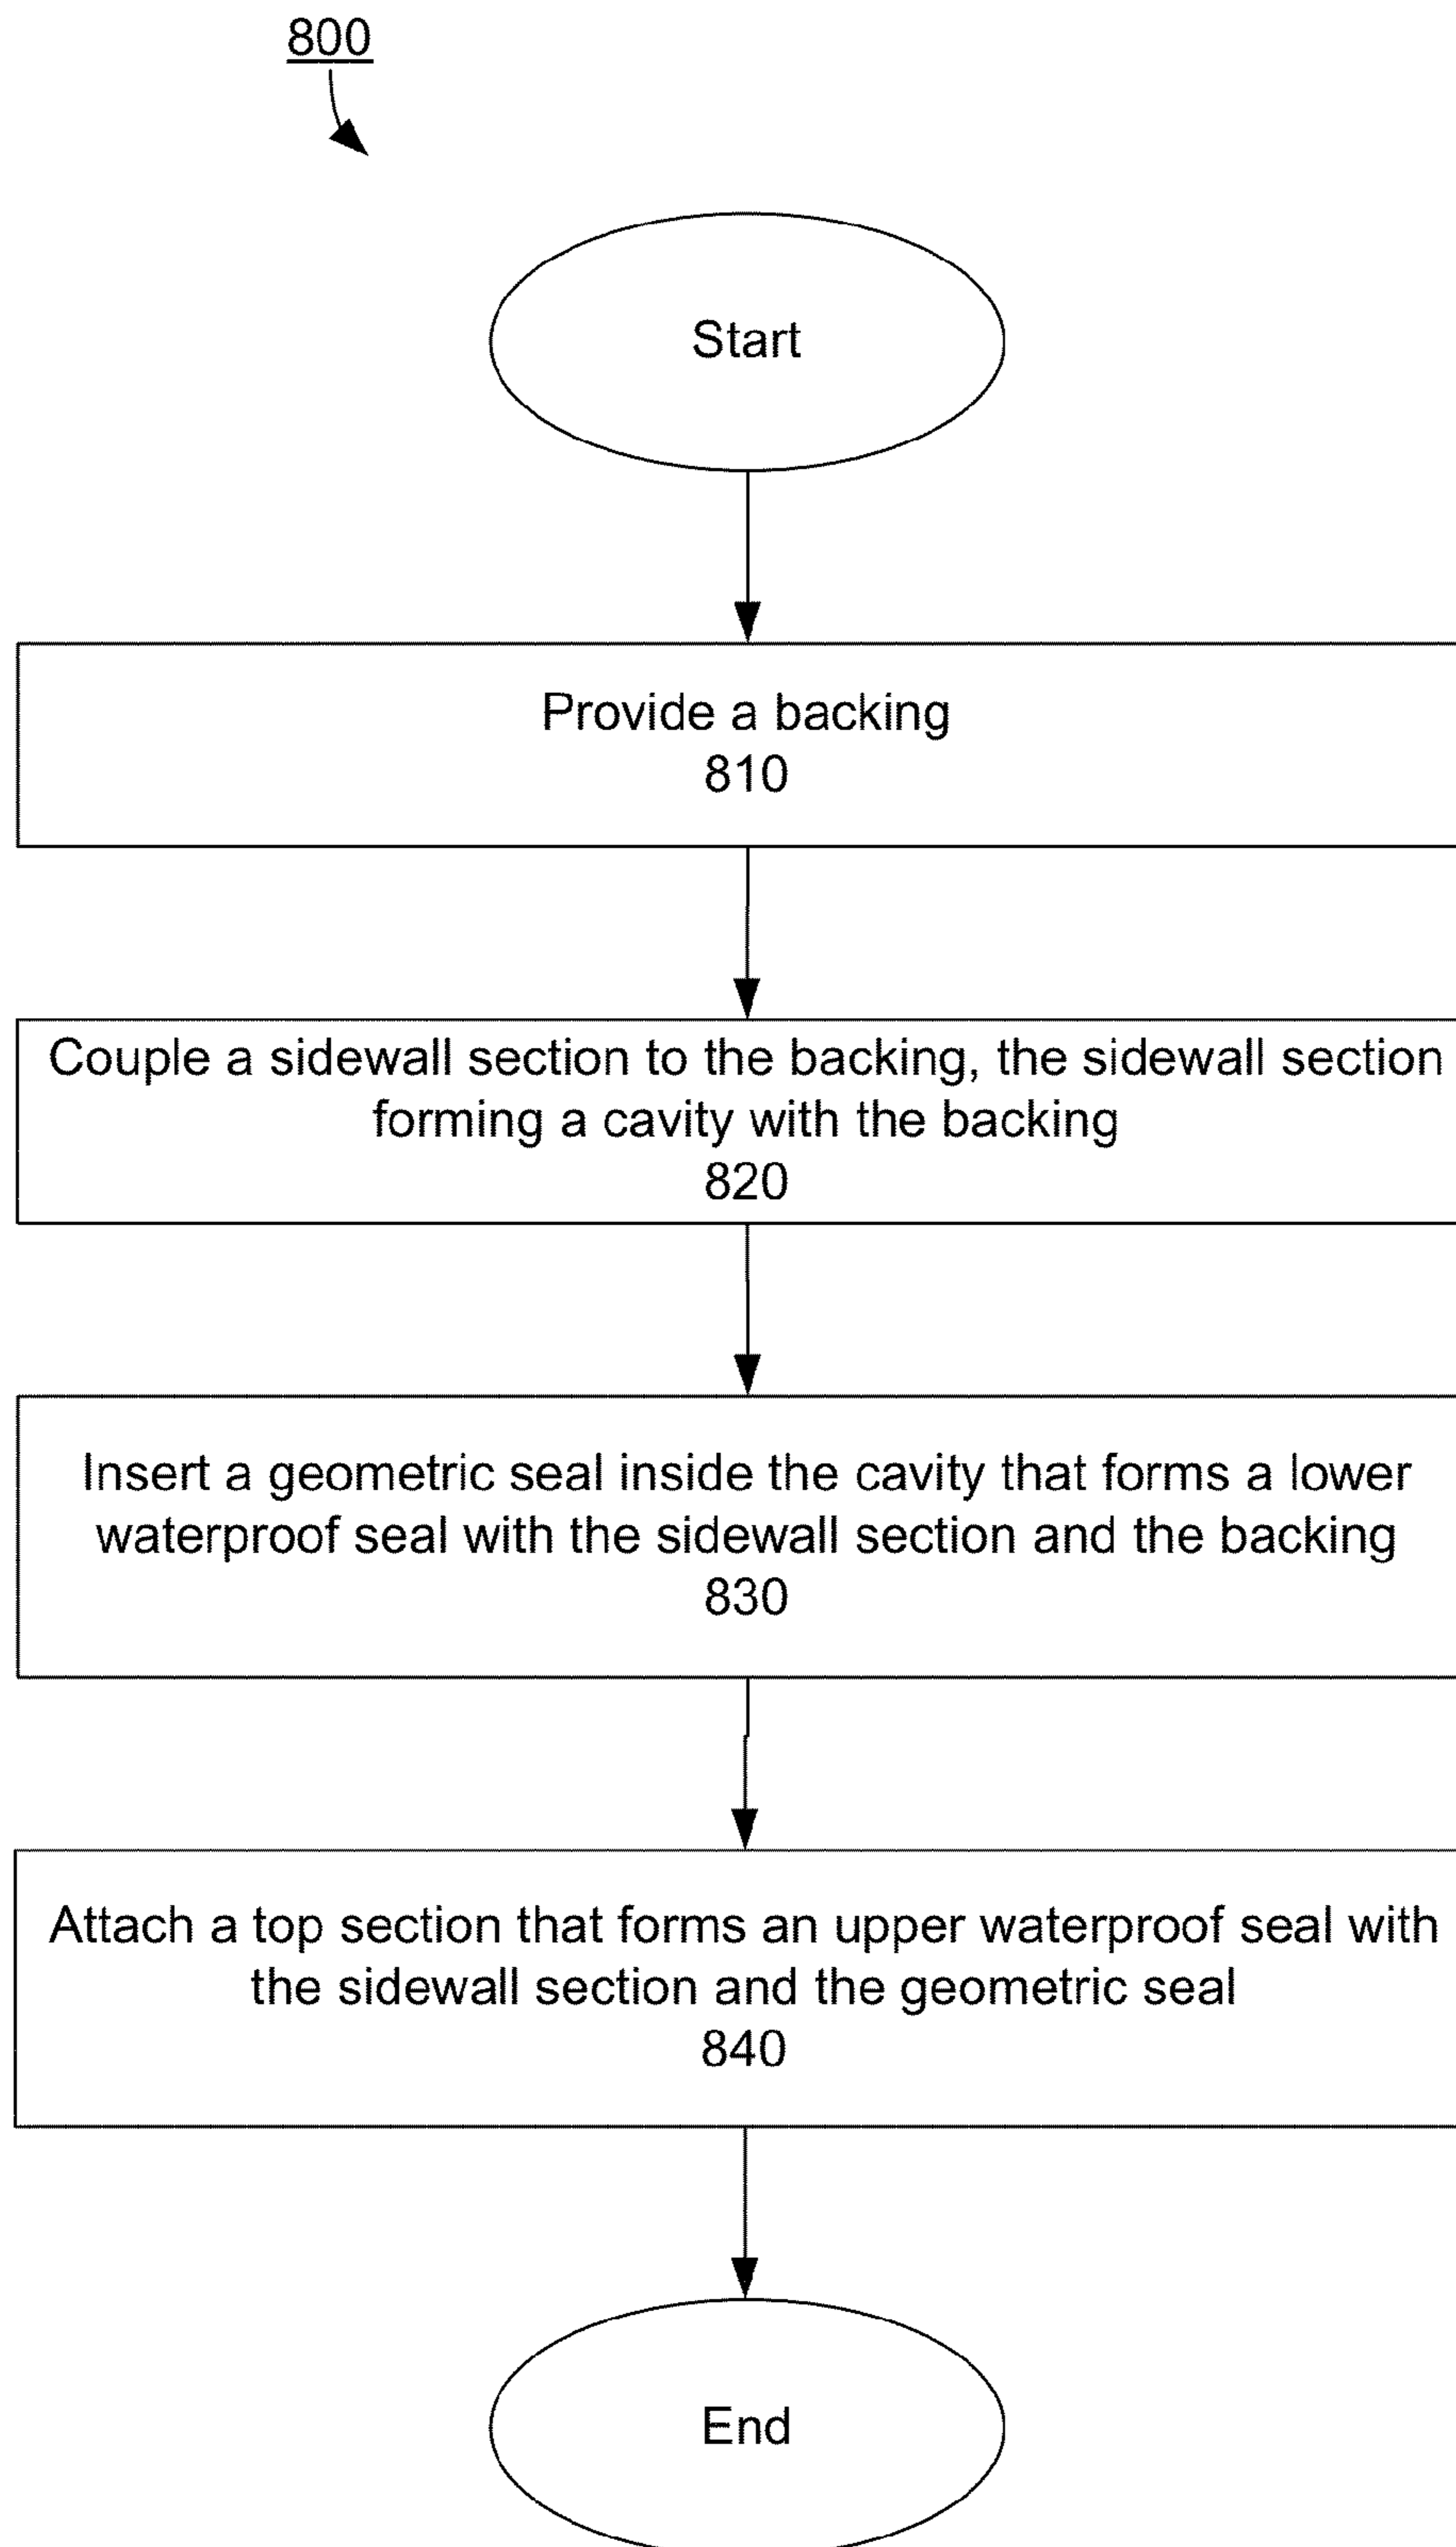 800
Start
Provide a backing
810
Couple a sidewall section to the backing, the sidewall section
forming a cavity with the backing
820
Insert a geometric seal inside the cavity that forms a lower
waterproof seal with the sidewall section and the backing
830
Attach a top section that forms an upper waterproof seal with
the sidewall section and the geometric seal
840
End